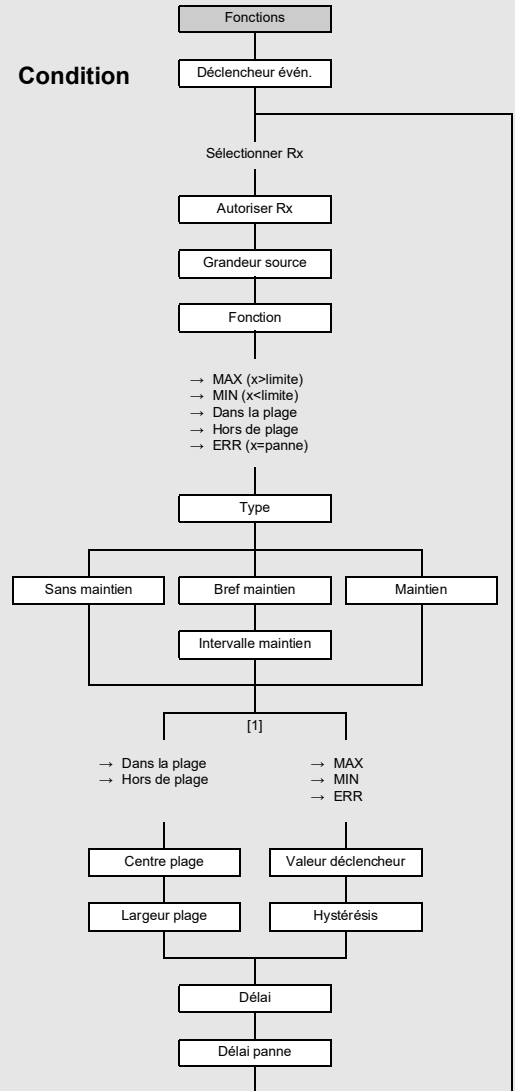 Fonctions
Condition
Déclencheur évén.
Sélectionner Rx
Autoriser Rx
Grandeur source
Fonction
→ MAX (x>limite)
→ MIN (x<limite)
→ Dans la plage
→ Hors de plage
→ ERR (x=panne)
Type
Sans maintien
Bref maintien
Maintien
Intervalle maintien
[1]
→ Dans la plage
→ Hors de plage
→ MAX
→ MIN
→ ERR
Centre plage
Valeur déclencheur
Largeur plage
Hystérésis
Délai
Délai panne